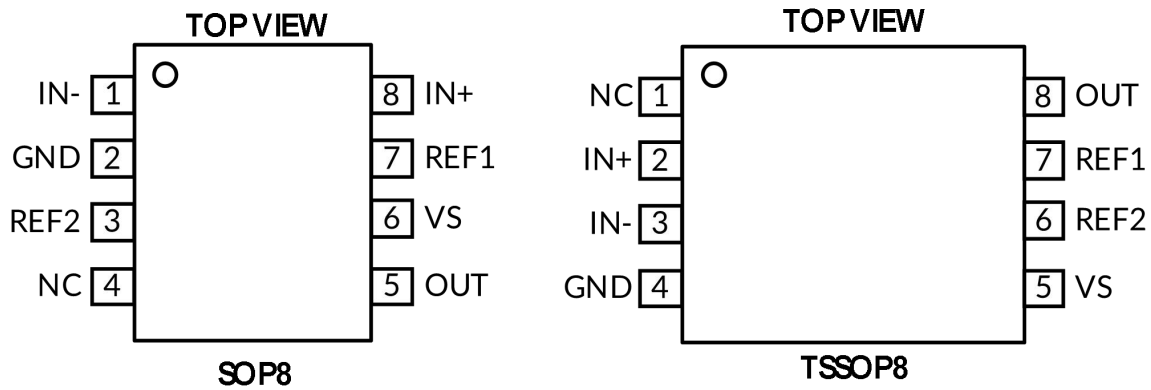 TOP VIEW
IN- 1 8 IN+
GND 2 7 REF1
REF2 3 6 VS
NC 4 5 OUT
SOP8
TOP VIEW
NC 1 8 OUT
IN+ 2 7 REF1
IN- 3 6 REF2
GND 4 5 VS
TSSOP8